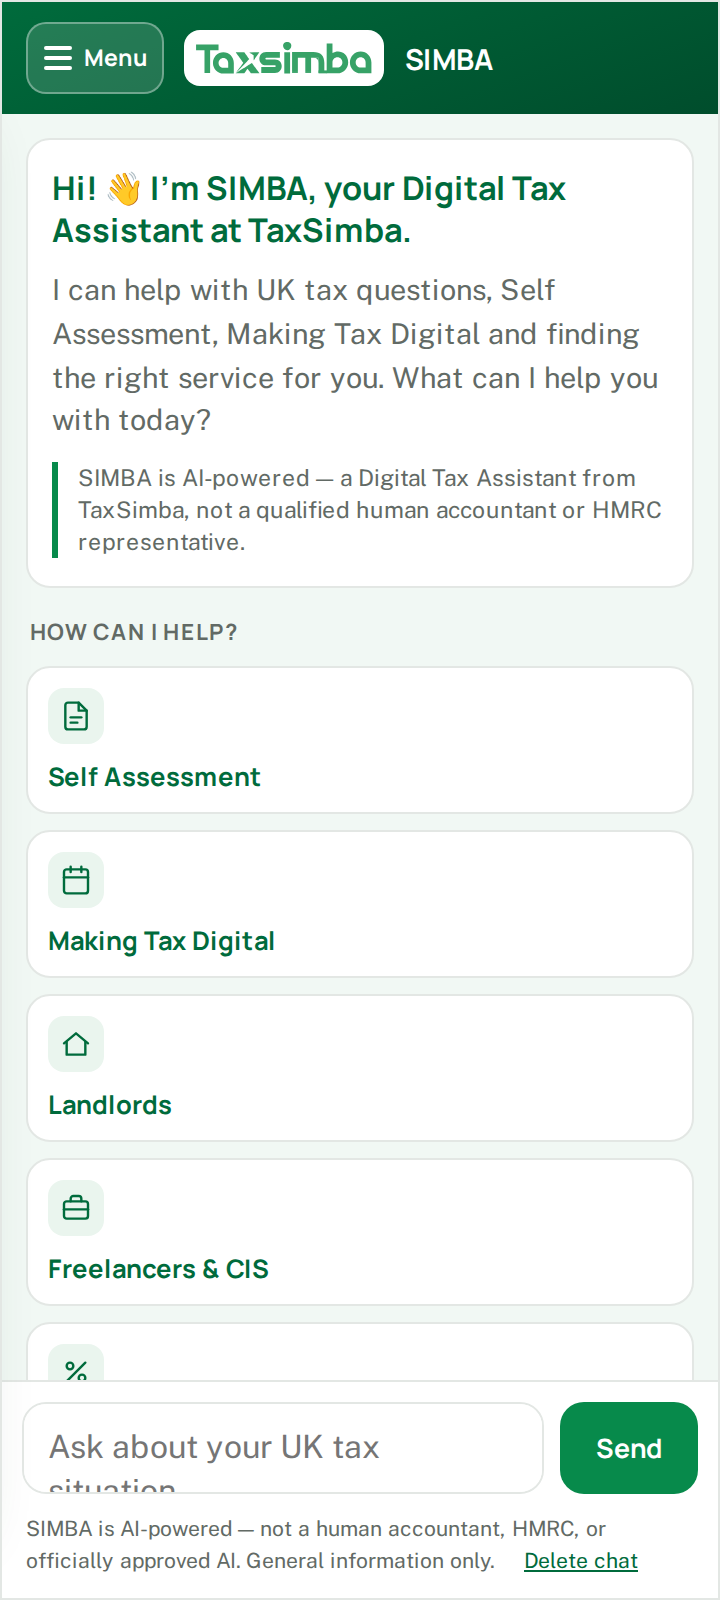 Menu
Taxsimba
SIMBA
Hi! 👋 I'm SIMBA, your Digital Tax
Assistant at TaxSimba.
I can help with UK tax questions, Self
Assessment, Making Tax Digital and finding
the right service for you. What can I help you
with today?
SIMBA is AI-powered — a Digital Tax Assistant from
TaxSimba, not a qualified human accountant or HMRC
representative.
HOW CAN I HELP?
Self Assessment
Making Tax Digital
Landlords
Freelancers & CIS
Ask about your UK tax
situation
Send
SIMBA is AI-powered — not a human accountant, HMRC, or
officially approved AI. General information only. Delete chat